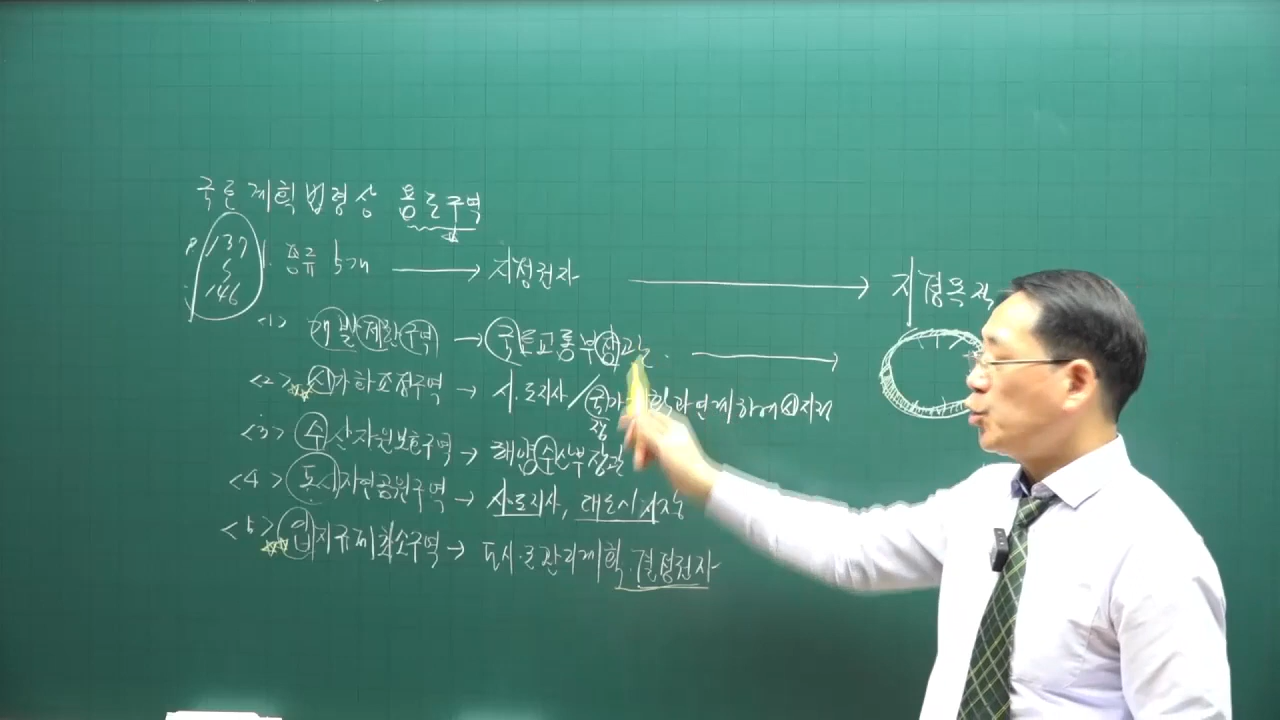 국토계획법령상 용도구역
P 137 1. 종류 5개 → 지정권자 → 지정목적
5
146
<1> 개발제한구역 → 국토교통부장관 →
<2> 시가화조정구역 → 시·도지사 / 국가계획과 연계하여 시지정
장
<3> 수산자원보호구역 → 해양수산부장관
<4> 도시자연공원구역 → 시·도지사, 대도시시장
<5> 입지규제최소구역 → 도시·군관리계획 결정권자